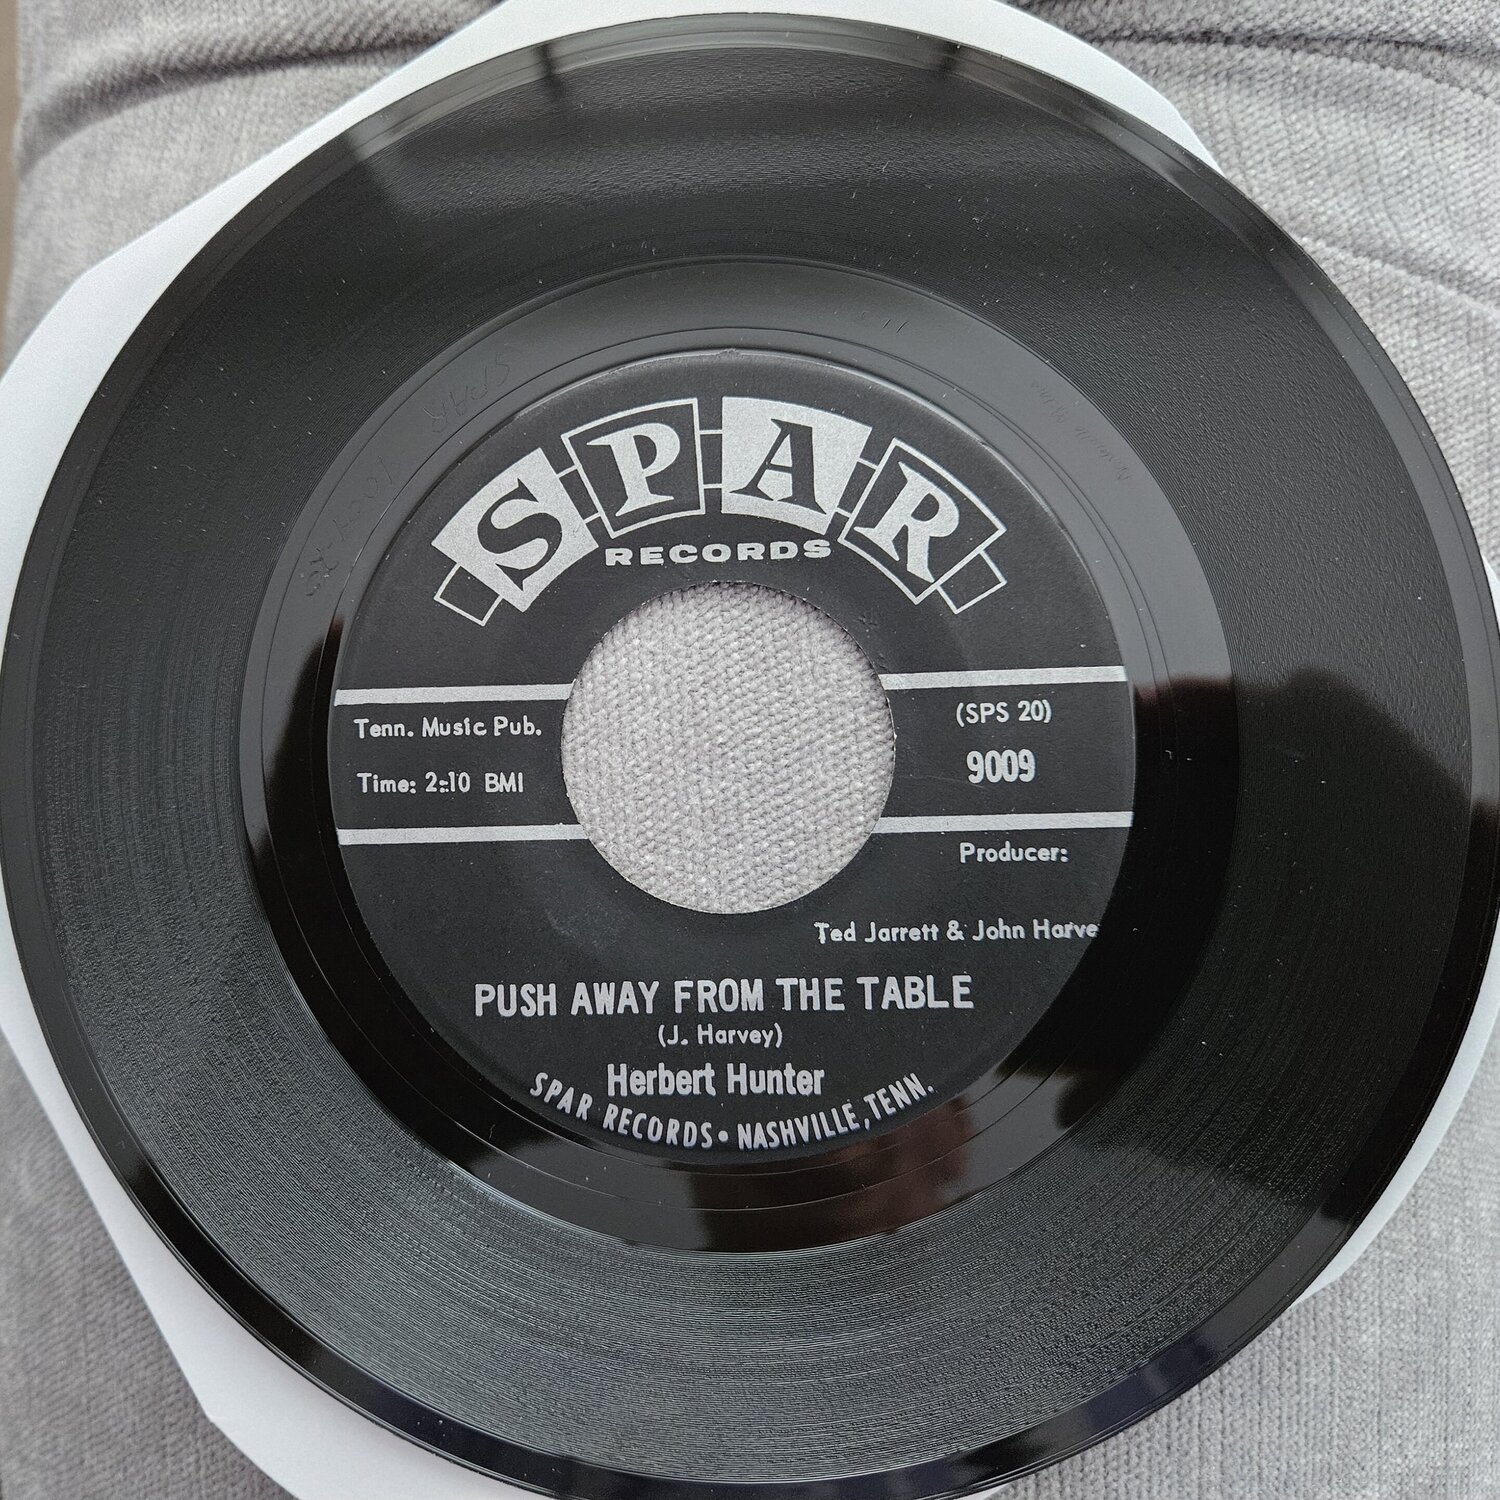 SPAR
RECORDS
Tenn. Music Pub.
Time: 2:10 BMI
(SPS 20)
9009
Producer:
Ted Jarrett & John Harve
PUSH AWAY FROM THE TABLE
(J. Harvey)
Herbert Hunter
SPAR RECORDS • NASHVILLE, TENN.
SPAR